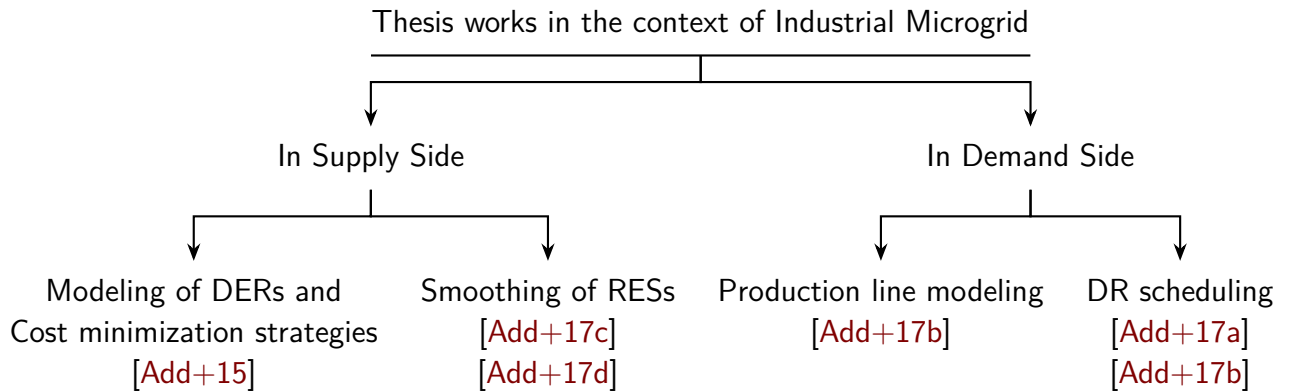 Thesis works in the context of Industrial Microgrid
In Supply Side
In Demand Side
Modeling of DERs and
Cost minimization strategies
[Add+15]
Smoothing of RESs
[Add+17c]
[Add+17d]
Production line modeling
[Add+17b]
DR scheduling
[Add+17a]
[Add+17b]